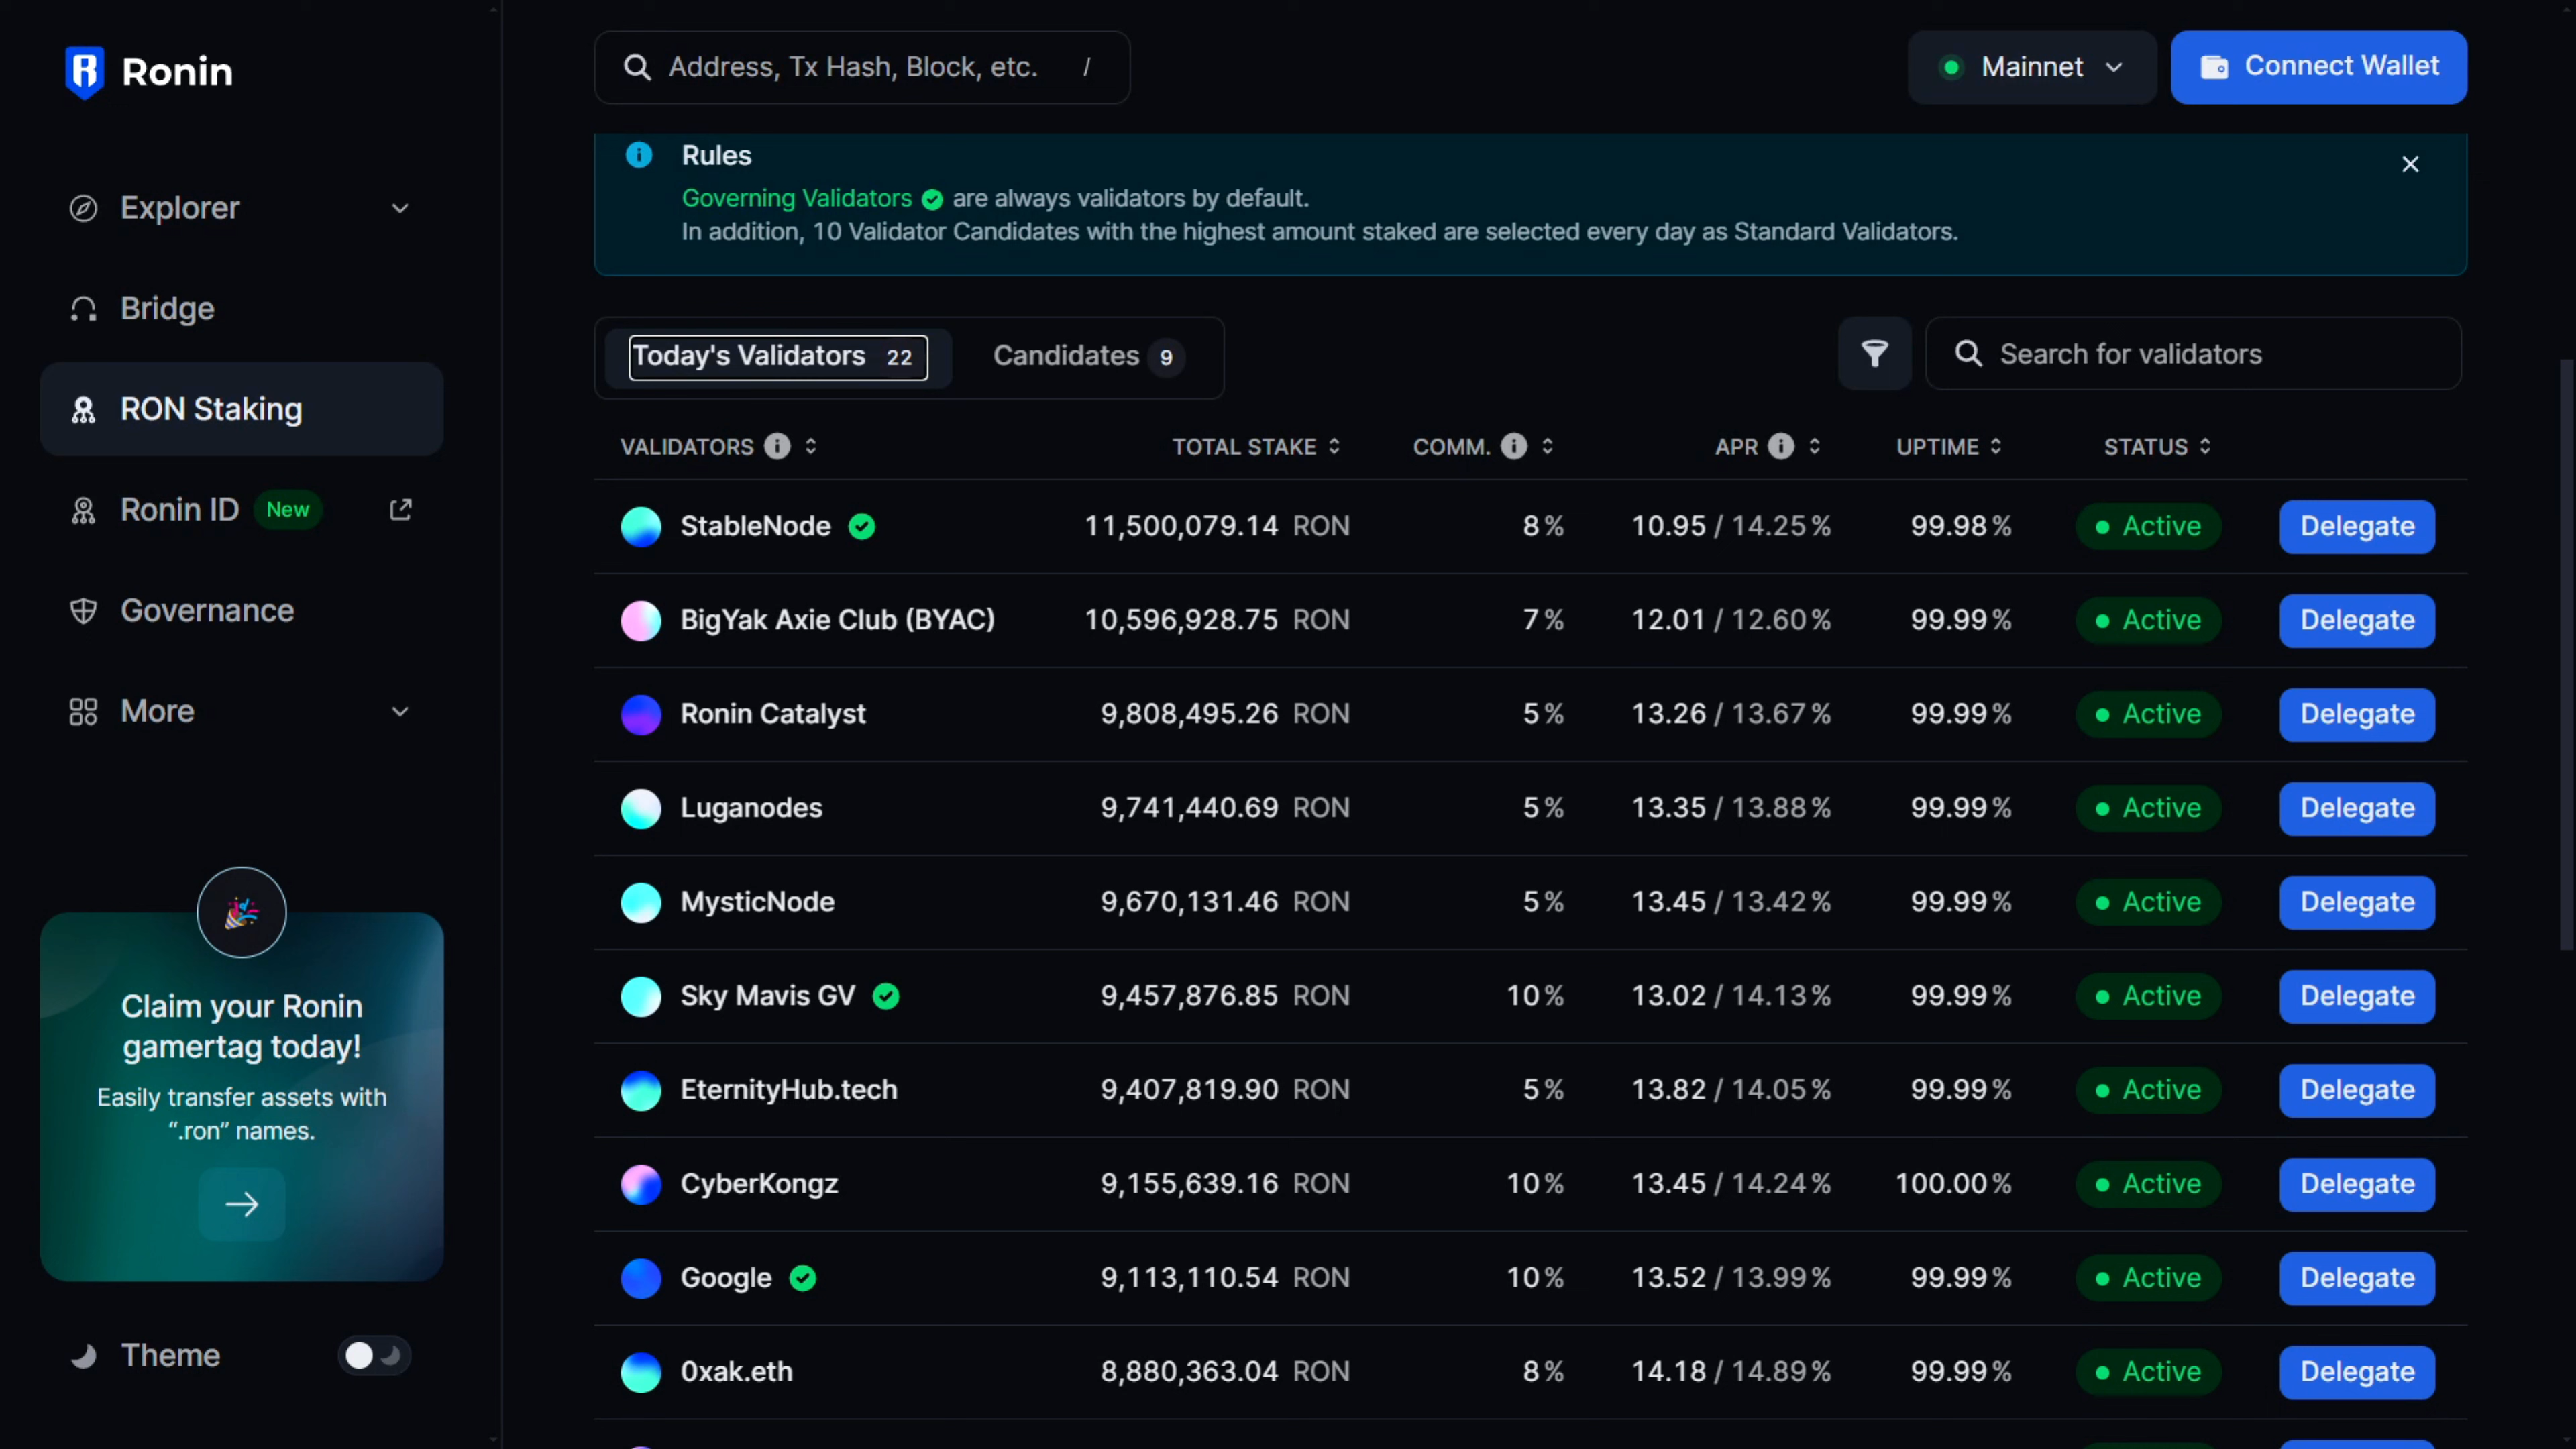 Ronin
Address, Tx Hash, Block, etc. /
Mainnet
Connect Wallet
Explorer
Bridge
RON Staking
Ronin ID New
Governance
More
Claim your Ronin
gamertag today!
Easily transfer assets with
“.ron” names.
Theme
Rules
Governing Validators are always validators by default.
In addition, 10 Validator Candidates with the highest amount staked are selected every day as Standard Validators.
Today's Validators 22
Candidates 9
Search for validators
VALIDATORS TOTAL STAKE COMM. APR UPTIME STATUS
StableNode 11,500,079.14 RON 8% 10.95 / 14.25% 99.98% Active Delegate
BigYak Axie Club (BYAC) 10,596,928.75 RON 7% 12.01 / 12.60% 99.99% Active Delegate
Ronin Catalyst 9,808,495.26 RON 5% 13.26 / 13.67% 99.99% Active Delegate
Luganodes 9,741,440.69 RON 5% 13.35 / 13.88% 99.99% Active Delegate
MysticNode 9,670,131.46 RON 5% 13.45 / 13.42% 99.99% Active Delegate
Sky Mavis GV 9,457,876.85 RON 10% 13.02 / 14.13% 99.99% Active Delegate
EternityHub.tech 9,407,819.90 RON 5% 13.82 / 14.05% 99.99% Active Delegate
CyberKongz 9,155,639.16 RON 10% 13.45 / 14.24% 100.00% Active Delegate
Google 9,113,110.54 RON 10% 13.52 / 13.99% 99.99% Active Delegate
0xak.eth 8,880,363.04 RON 8% 14.18 / 14.89% 99.99% Active Delegate